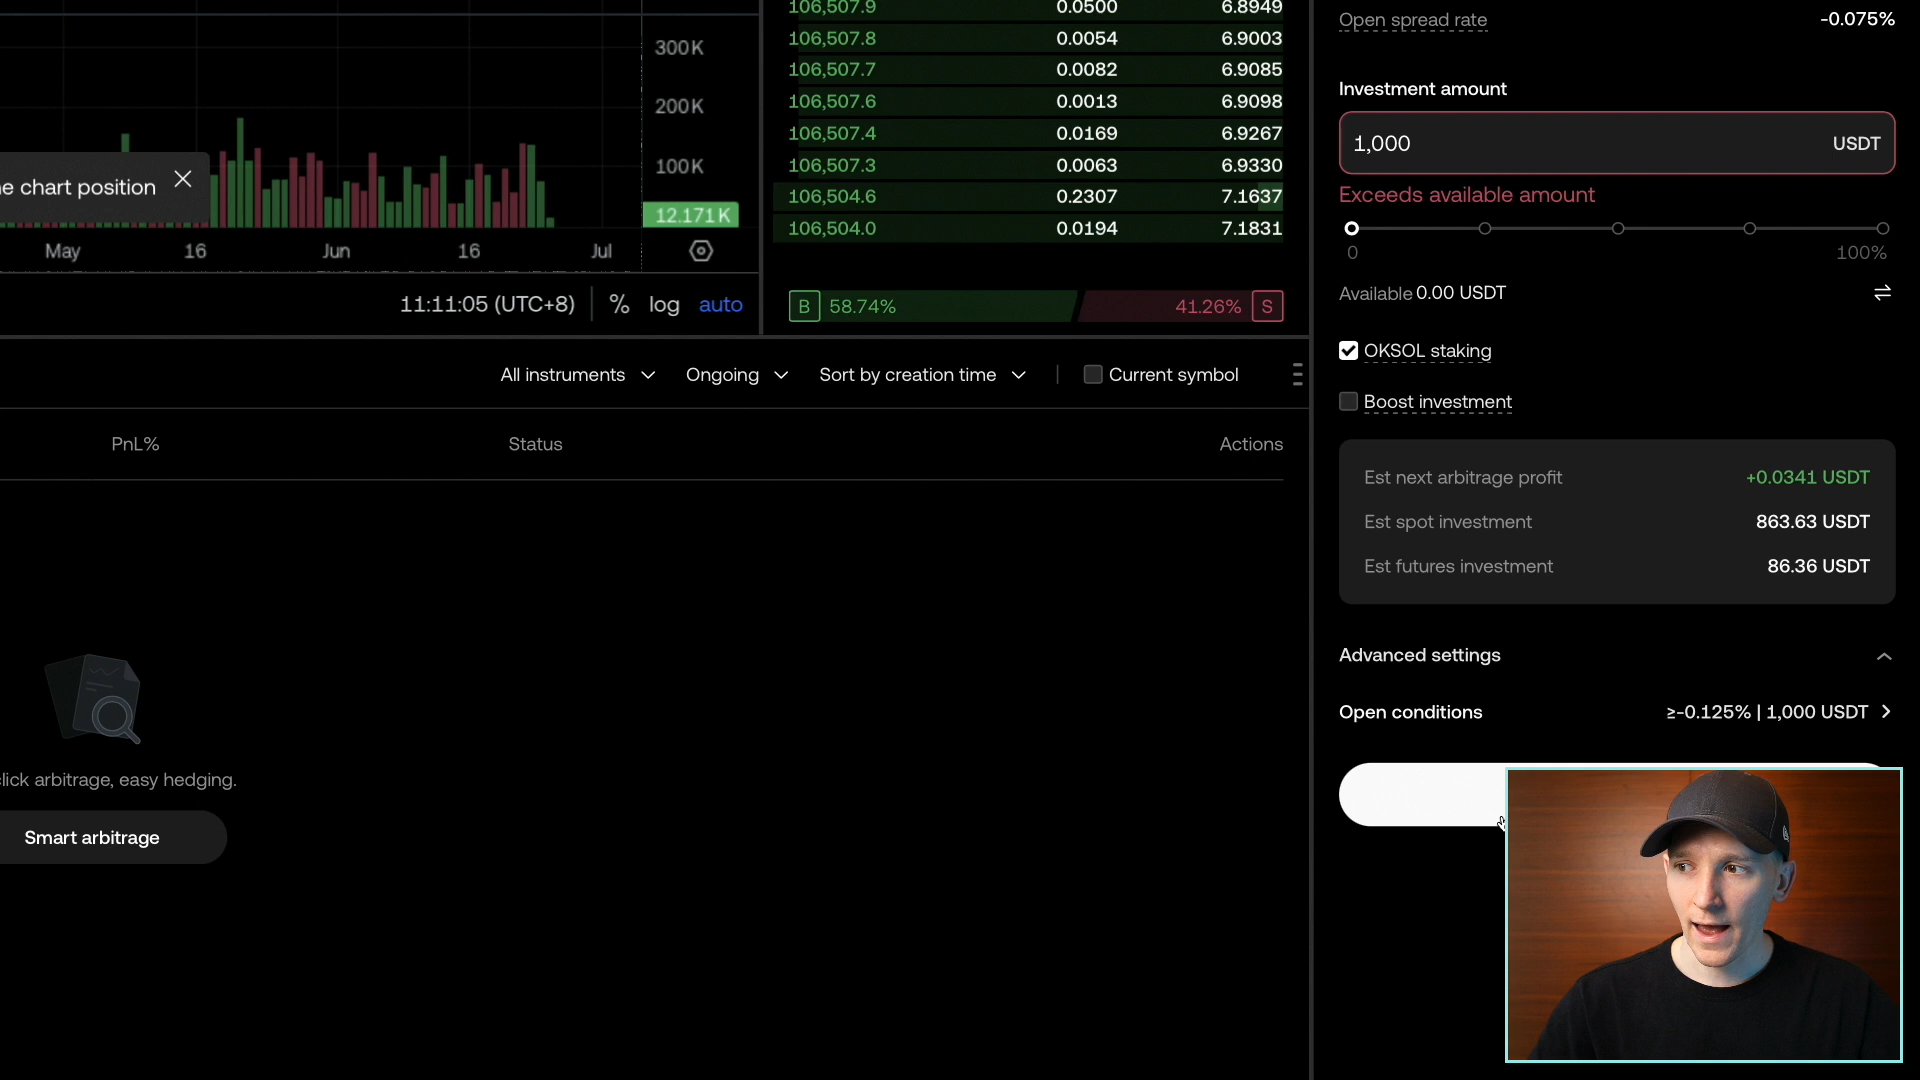 106,507.9 0.0500 6.8949
106,507.8 0.0054 6.9003
106,507.7 0.0082 6.9085
106,507.6 0.0013 6.9098
106,507.4 0.0169 6.9267
106,507.3 0.0063 6.9330
106,504.6 0.2307 7.1637
106,504.0 0.0194 7.1831
B 58.74% 41.26% S
300K
200K
100K
12.171K
e chart position
May 16 Jun 16 Jul
11:11:05 (UTC+8) % log auto
All instruments Ongoing Sort by creation time Current symbol
PnL% Status Actions
lick arbitrage, easy hedging.
Smart arbitrage
Open spread rate -0.075%
Investment amount
1,000 USDT
Exceeds available amount
0 100%
Available 0.00 USDT
OKSOL staking
Boost investment
Est next arbitrage profit +0.0341 USDT
Est spot investment 863.63 USDT
Est futures investment 86.36 USDT
Advanced settings
Open conditions ≥-0.125% | 1,000 USDT